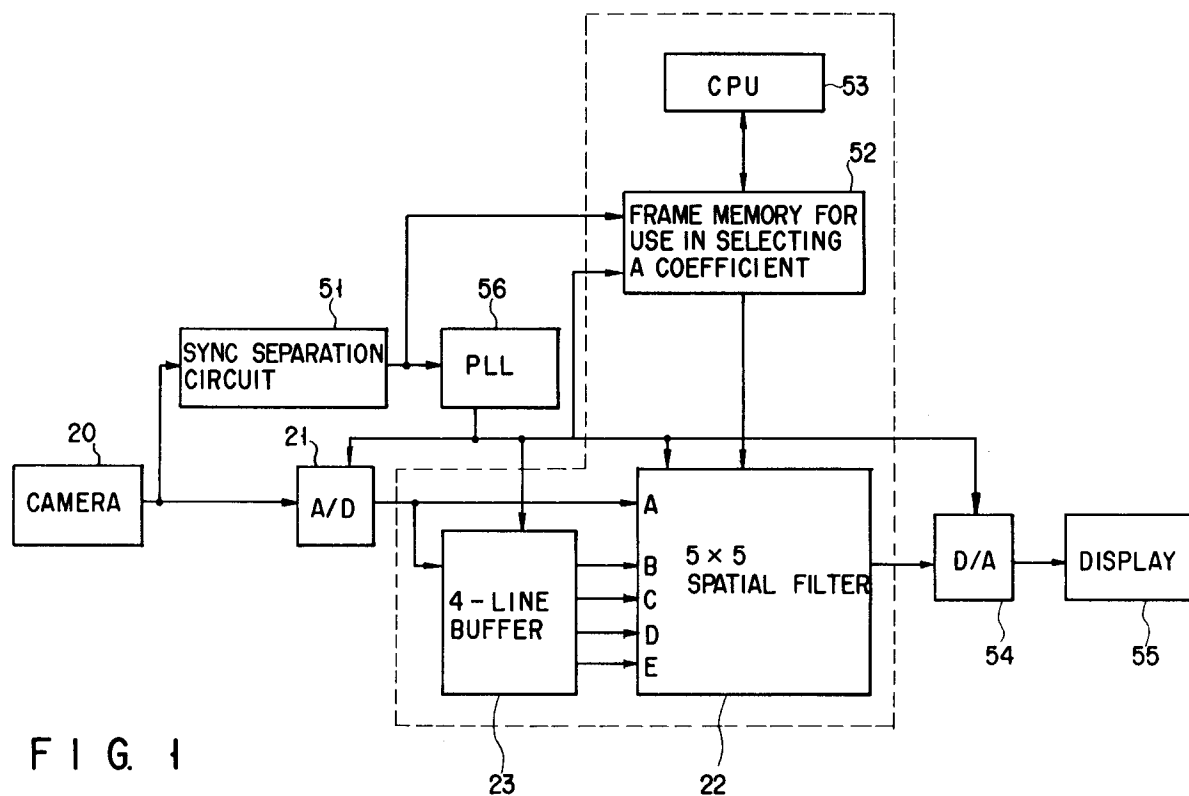 CPU
53
52
FRAME MEMORY FOR
USE IN SELECTING
A COEFFICIENT
51
56
SYNC SEPARATION
CIRCUIT
PLL
20
21
CAMERA
A/D
A
B
C
D
E
4-LINE
BUFFER
5 × 5
SPATIAL FILTER
D/A
DISPLAY
54
55
23
22
FIG. 1